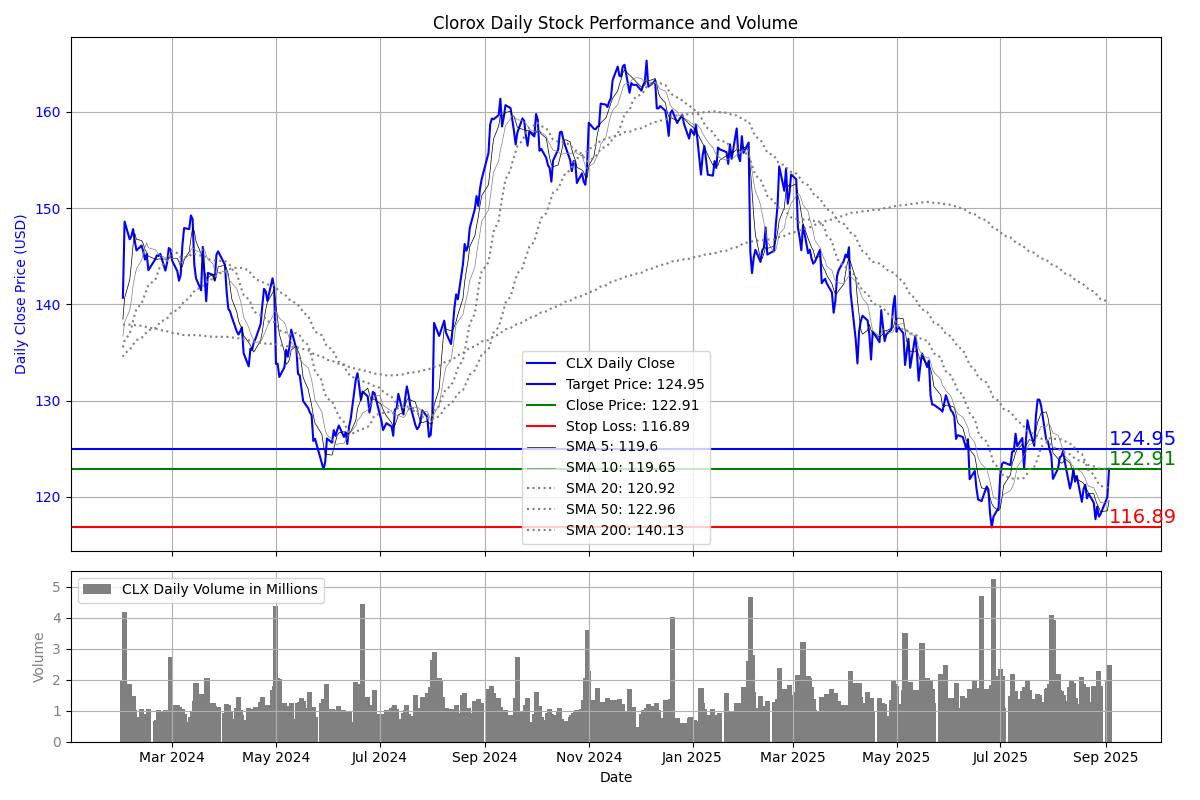 Clorox Daily Stock Performance and Volume
Daily Close Price (USD)
160
150
140
130
120
CLX Daily Close
Target Price: 124.95
Close Price: 122.91
Stop Loss: 116.89
SMA 5: 119.6
SMA 10: 119.65
SMA 20: 120.92
SMA 50: 122.96
SMA 200: 140.13
124.95
122.91
116.89
CLX Daily Volume in Millions
Volume
5
4
3
2
1
0
Mar 2024 May 2024 Jul 2024 Sep 2024 Nov 2024 Jan 2025 Mar 2025 May 2025 Jul 2025 Sep 2025
Date